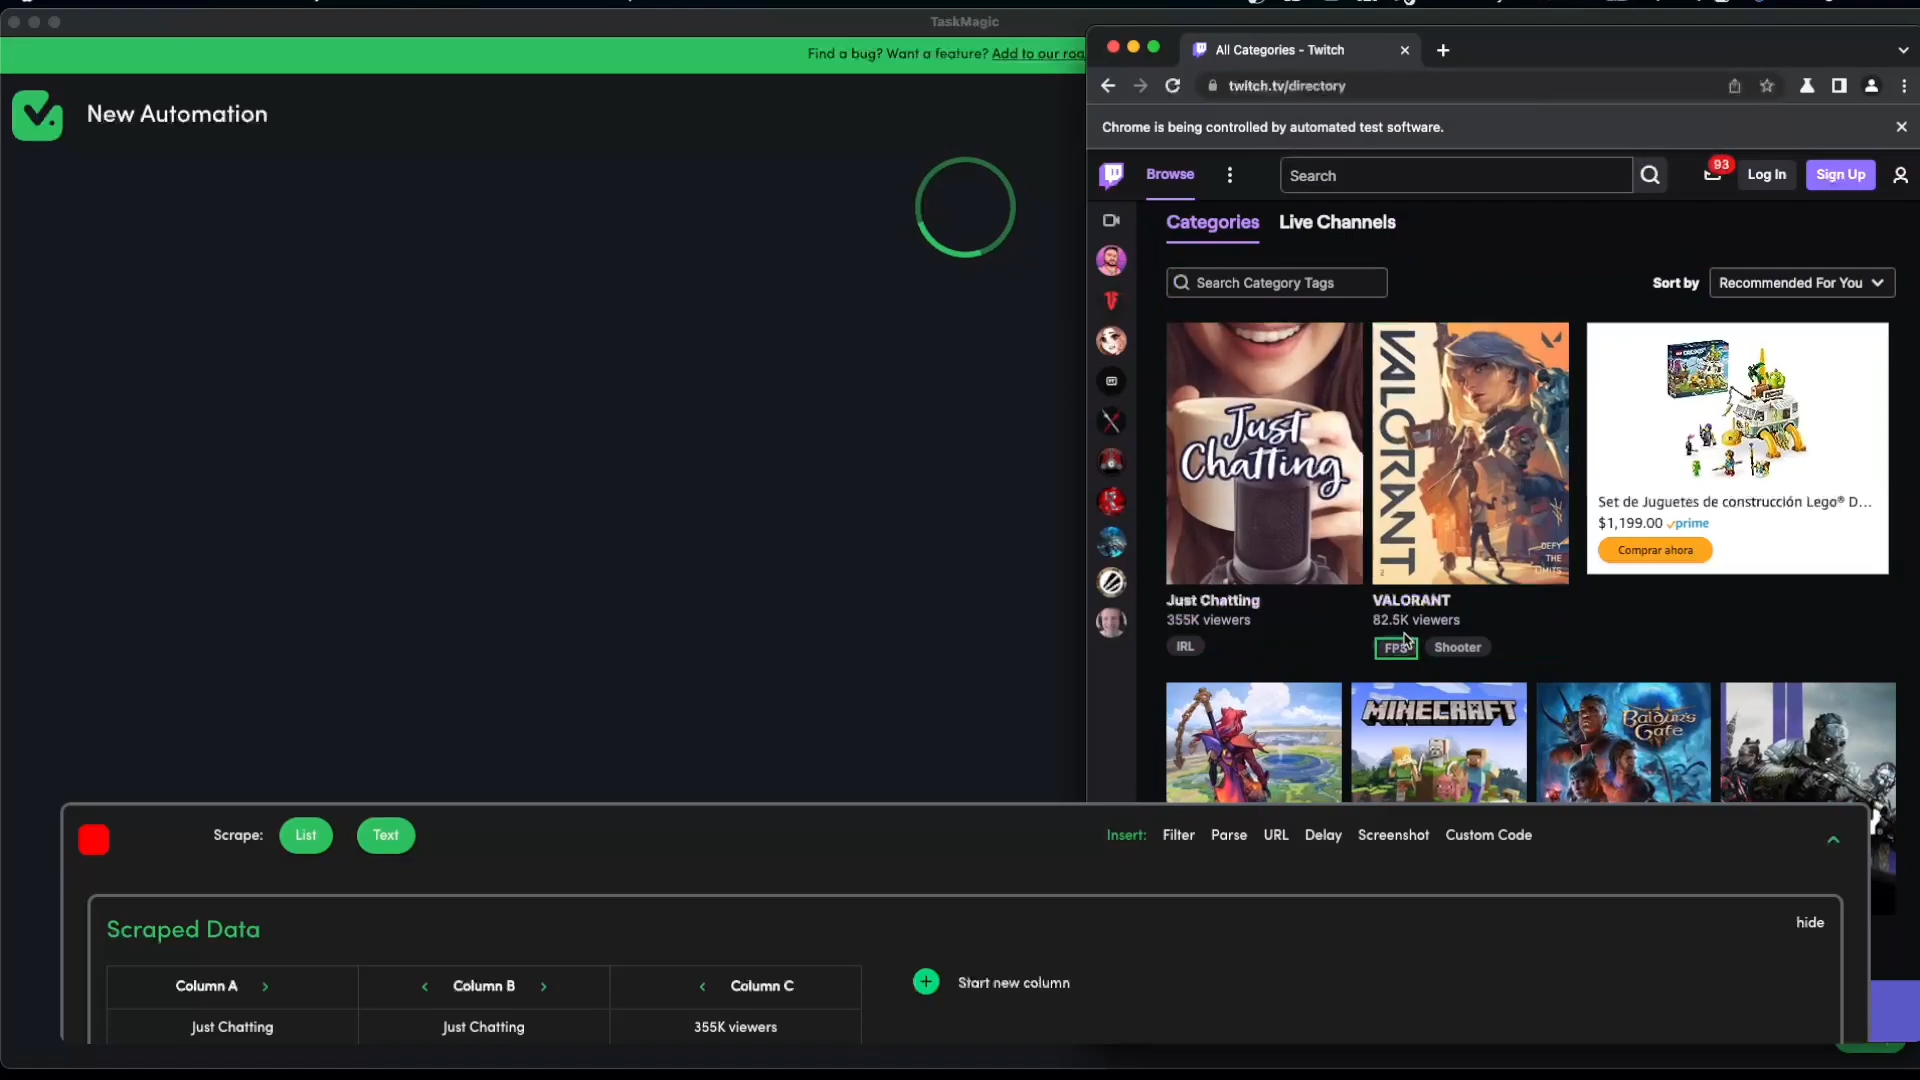 TaskMagic
Find a bug? Want a feature? Add to our roa
New Automation
All Categories - Twitch
twitch.tv/directory
Chrome is being controlled by automated test software.
Browse
Search
93
Log In
Sign Up
Categories
Live Channels
Search Category Tags
Sort by
Recommended For You
Just
Chatting
VALORANT
DEFY
THE
LIMITS
Set de Juguetes de construcción Lego® D...
$1,199.00 prime
Comprar ahora
Just Chatting
355K viewers
IRL
VALORANT
82.5K viewers
FPS
Shooter
MINECRAFT
Baldur's
Gate
Scrape:
List
Text
Insert:
Filter
Parse
URL
Delay
Screenshot
Custom Code
Scraped Data
hide
Column A
Column B
Column C
Start new column
Just Chatting
Just Chatting
355K viewers